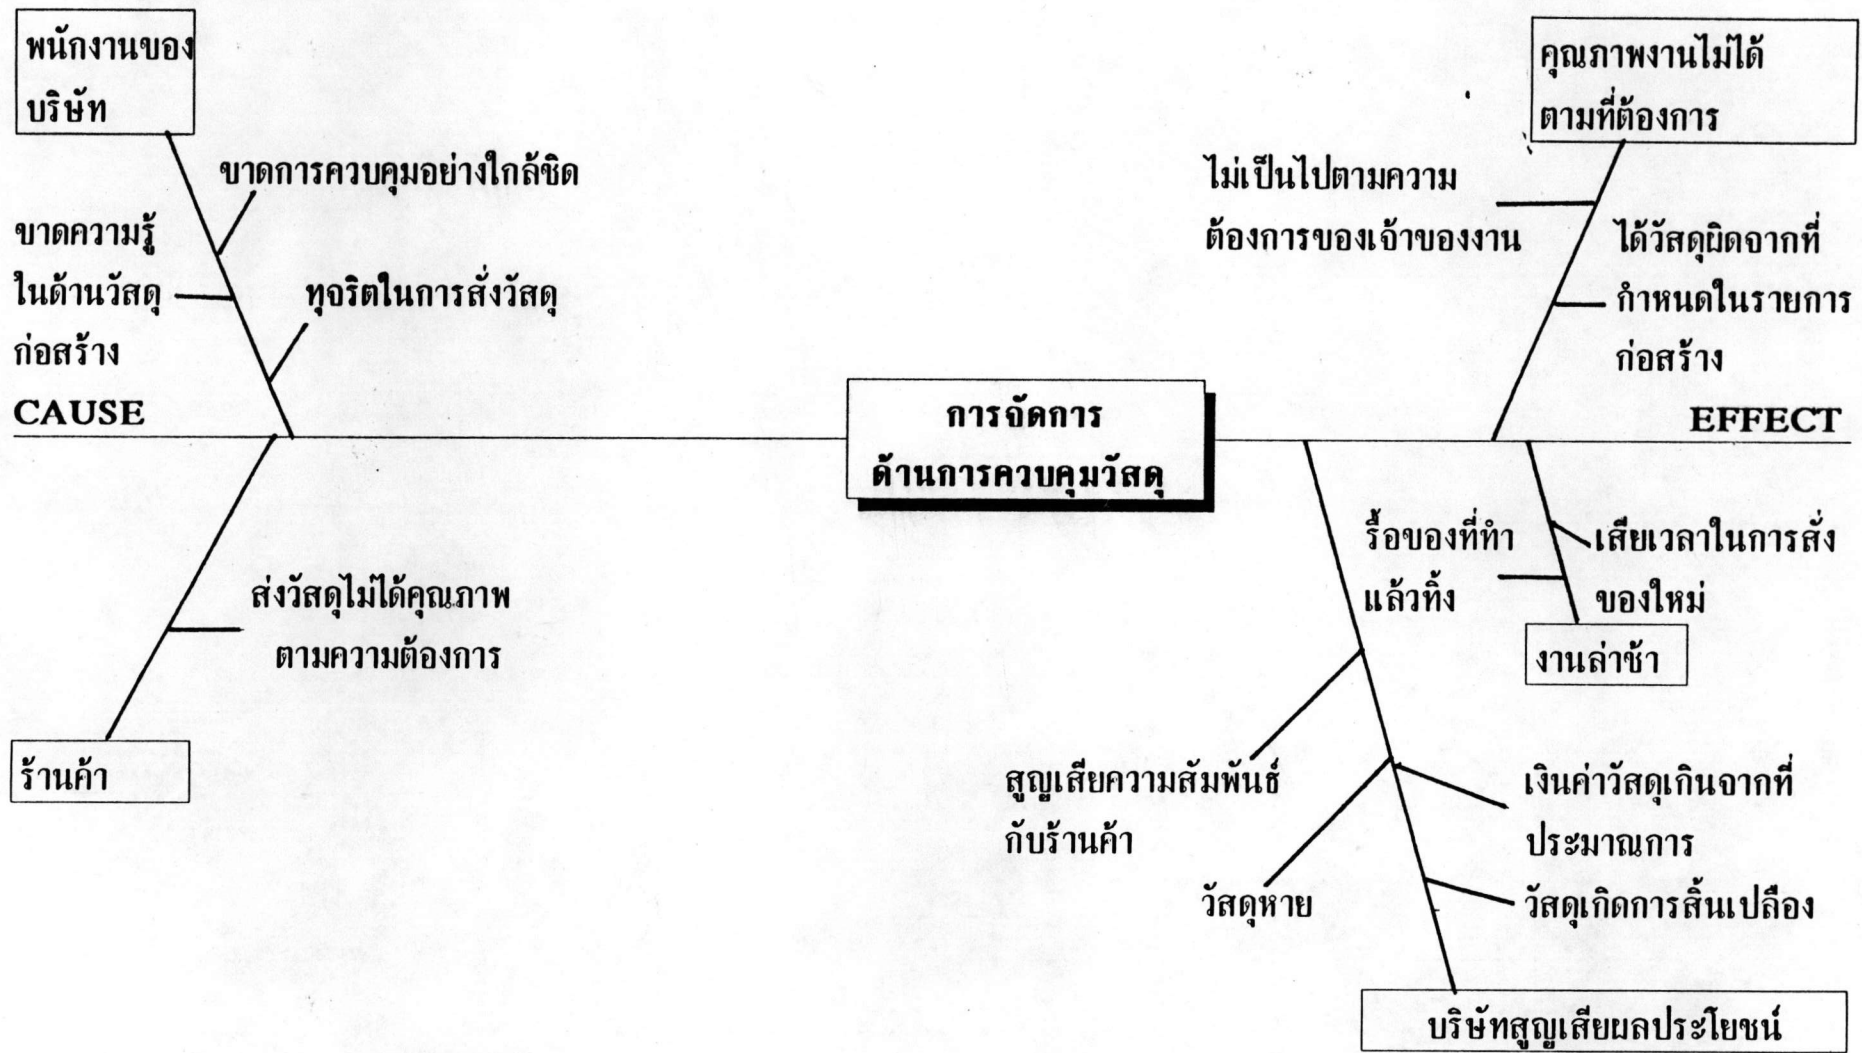 พนักงานของ
บริษัท
ขาดการควบคุมอย่างใกล้ชิด
ขาดความรู้
ในด้านวัสดุ
ก่อสร้าง
ทุจริตในการสั่งวัสดุ
CAUSE
ส่งวัสดุไม่ได้คุณภาพ
ตามความต้องการ
ร้านค้า
การจัดการ
ด้านการควบคุมวัสดุ
คุณภาพงานไม่ได้
ตามที่ต้องการ
ไม่เป็นไปตามความ
ต้องการของเจ้าของงาน
ได้วัสดุผิดจากที่
กำหนดในรายการ
ก่อสร้าง
EFFECT
รื้อของที่ทำ
แล้วทิ้ง
เสียเวลาในการสั่ง
ของใหม่
งานล่าช้า
สูญเสียความสัมพันธ์
กับร้านค้า
วัสดุหาย
เงินค่าวัสดุเกินจากที่
ประมาณการ
วัสดุเกิดการสิ้นเปลือง
บริษัทสูญเสียผลประโยชน์